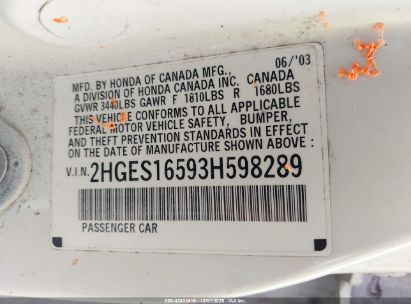 MFD. BY HONDA OF CANADA MFG., 06/'03
A DIVISION OF HONDA CANADA INC. CANADA
GVWR 3440LBS GAWR F 1810LBS R 1680LBS
THIS VEHICLE CONFORMS TO ALL APPLICABLE
FEDERAL MOTOR VEHICLE SAFETY, BUMPER,
AND THEFT PREVENTION STANDARDS IN EFFECT
ON THE DATE OF MANUFACTURE SHOWN ABOVE.
V.I.N. 2HGES16593H598289
PASSENGER CAR